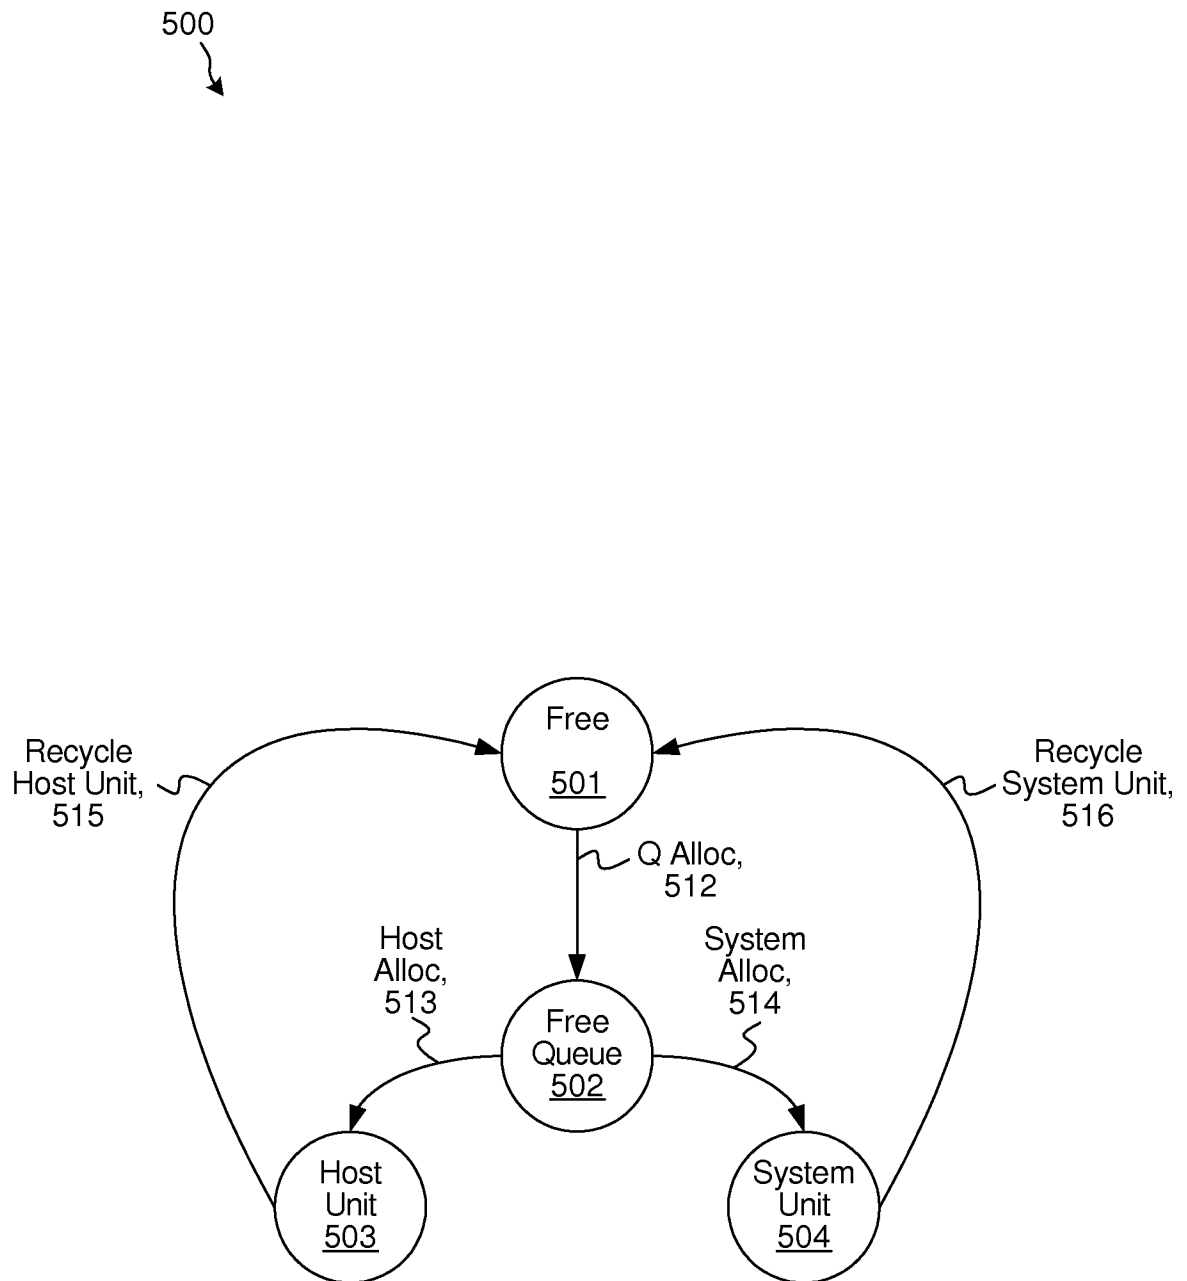 500
Free
501
Recycle
Host Unit,
515
Recycle
System Unit,
516
Q Alloc,
512
Host
Alloc,
513
System
Alloc,
514
Free
Queue
502
Host
Unit
503
System
Unit
504